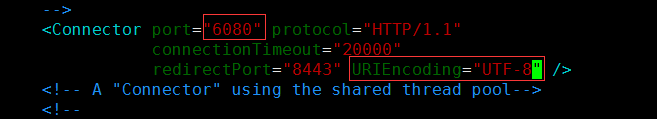 -->
<Connector port="6080" protocol="HTTP/1.1"
connectionTimeout="20000"
redirectPort="8443" URIEncoding="UTF-8" />
<!-- A "Connector" using the shared thread pool-->
<!--